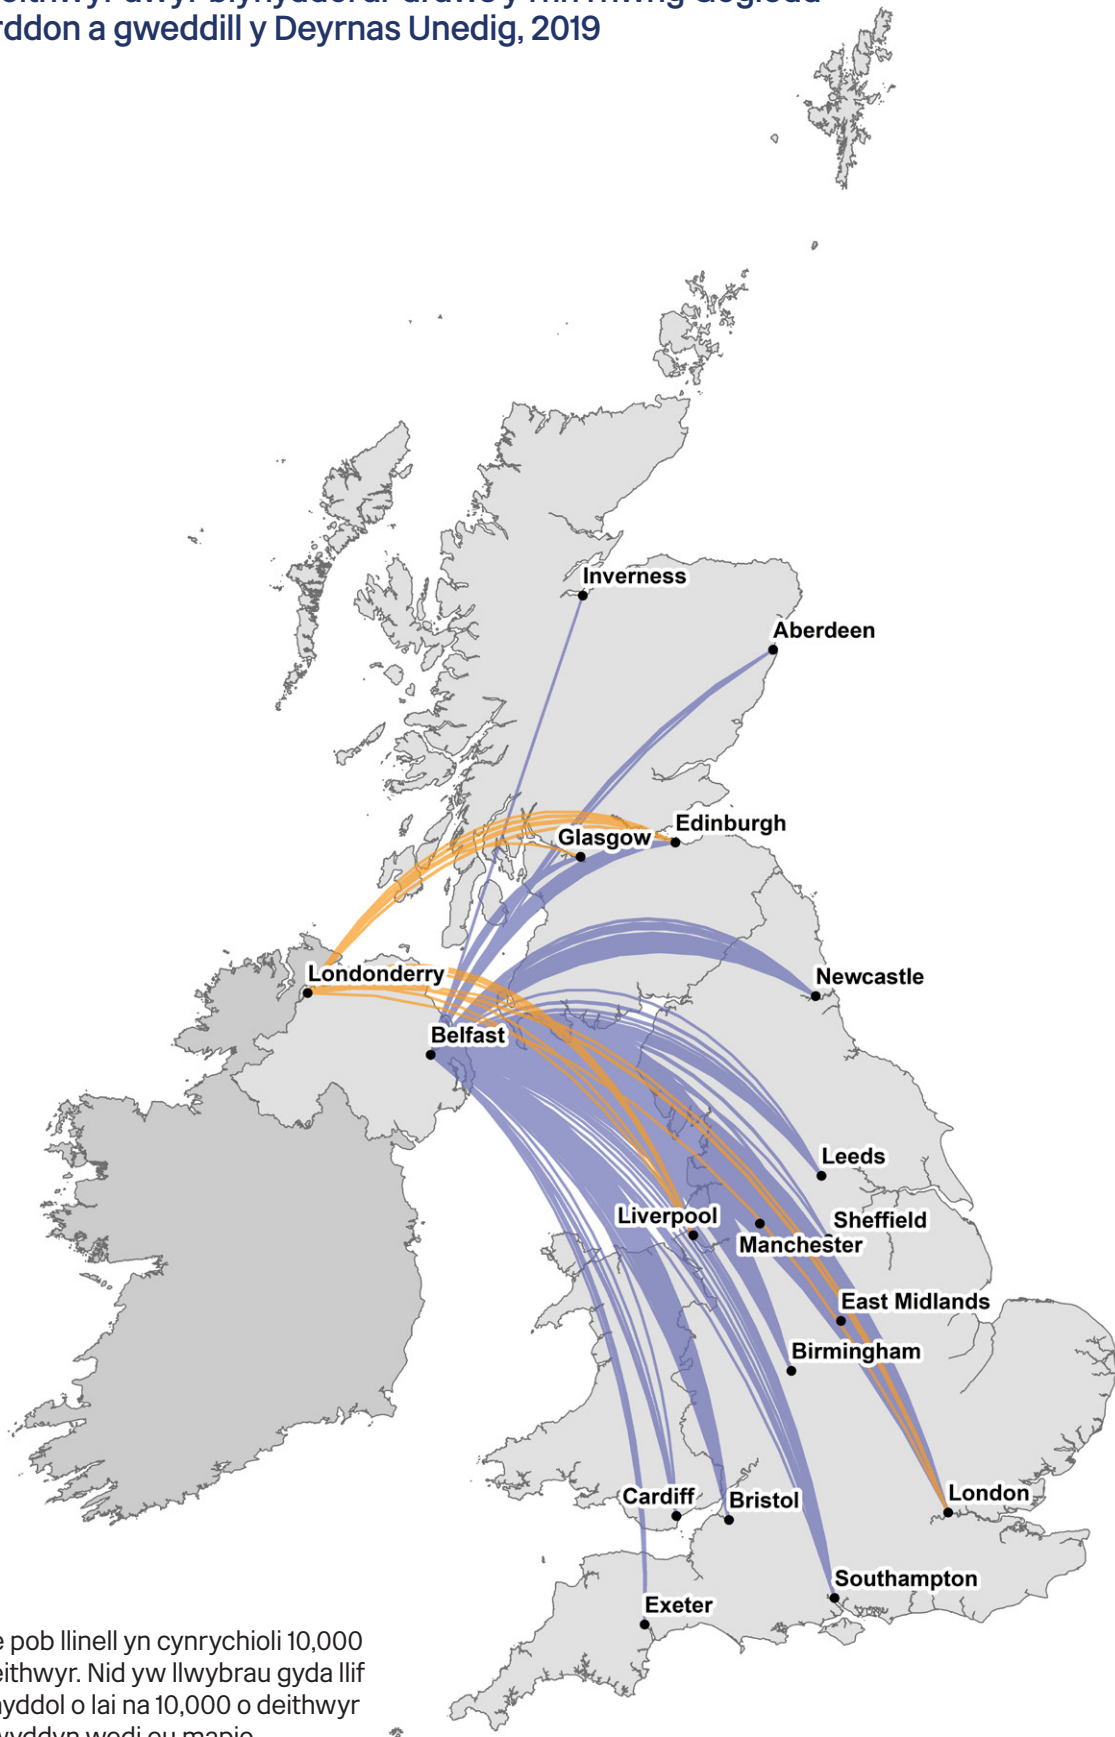 rddon a gweddill y Deyrnas Unedig, 2019
Inverness
Aberdeen
Edinburgh
Glasgow
Londonderry
Newcastle
Belfast
Leeds
Liverpool
Sheffield
Manchester
East Midlands
Birmingham
Cardiff
Bristol
London
Southampton
Exeter
e pob llinell yn cynrychioli 10,000
eithwyr. Nid yw llwybrau gyda llif
yddol o lai na 10,000 o deithwyr